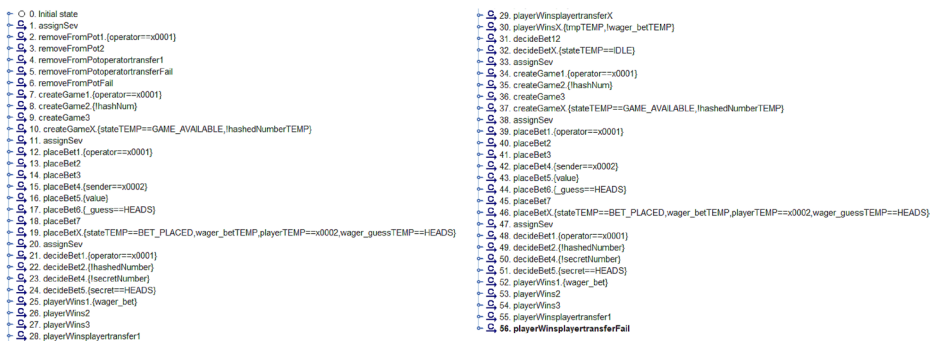 0. Initial state
1. assignSev
2. removeFromPot1.{operator==x0001}
3. removeFromPot2
4. removeFromPotoperatortransfer1
5. removeFromPotoperatortransferFail
6. removeFromPotFail
7. createGame1.{operator==x0001}
8. createGame2.{!hashNum}
9. createGame3
10. createGameX.{stateTEMP==GAME_AVAILABLE,!hashedNumberTEMP}
11. assignSev
12. placeBet1.{operator==x0001}
13. placeBet2
14. placeBet3
15. placeBet4.{sender==x0002}
16. placeBet5.{value}
17. placeBet6.{_guess==HEADS}
18. placeBet7
19. placeBetX.{stateTEMP==BET_PLACED,wager_betTEMP,playerTEMP==x0002,wager_guessTEMP==HEADS}
20. assignSev
21. decideBet1.{operator==x0001}
22. decideBet2.{!hashedNumber}
23. decideBet4.{!secretNumber}
24. decideBet5.{secret==HEADS}
25. playerWins1.{wager_bet}
26. playerWins2
27. playerWins3
28. playerWinsplayertransfer1
29. playerWinsplayertransferX
30. playerWinsX.{tmpTEMP,!wager_betTEMP}
31. decideBet12
32. decideBetX.{stateTEMP==IDLE}
33. assignSev
34. createGame1.{operator==x0001}
35. createGame2.{!hashNum}
36. createGame3
37. createGameX.{stateTEMP==GAME_AVAILABLE,!hashedNumberTEMP}
38. assignSev
39. placeBet1.{operator==x0001}
40. placeBet2
41. placeBet3
42. placeBet4.{sender==x0002}
43. placeBet5.{value}
44. placeBet6.{_guess==HEADS}
45. placeBet7
46. placeBetX.{stateTEMP==BET_PLACED,wager_betTEMP,playerTEMP==x0002,wager_guessTEMP==HEADS}
47. assignSev
48. decideBet1.{operator==x0001}
49. decideBet2.{!hashedNumber}
50. decideBet4.{!secretNumber}
51. decideBet5.{secret==HEADS}
52. playerWins1.{wager_bet}
53. playerWins2
54. playerWins3
55. playerWinsplayertransfer1
56. playerWinsplayertransferFail